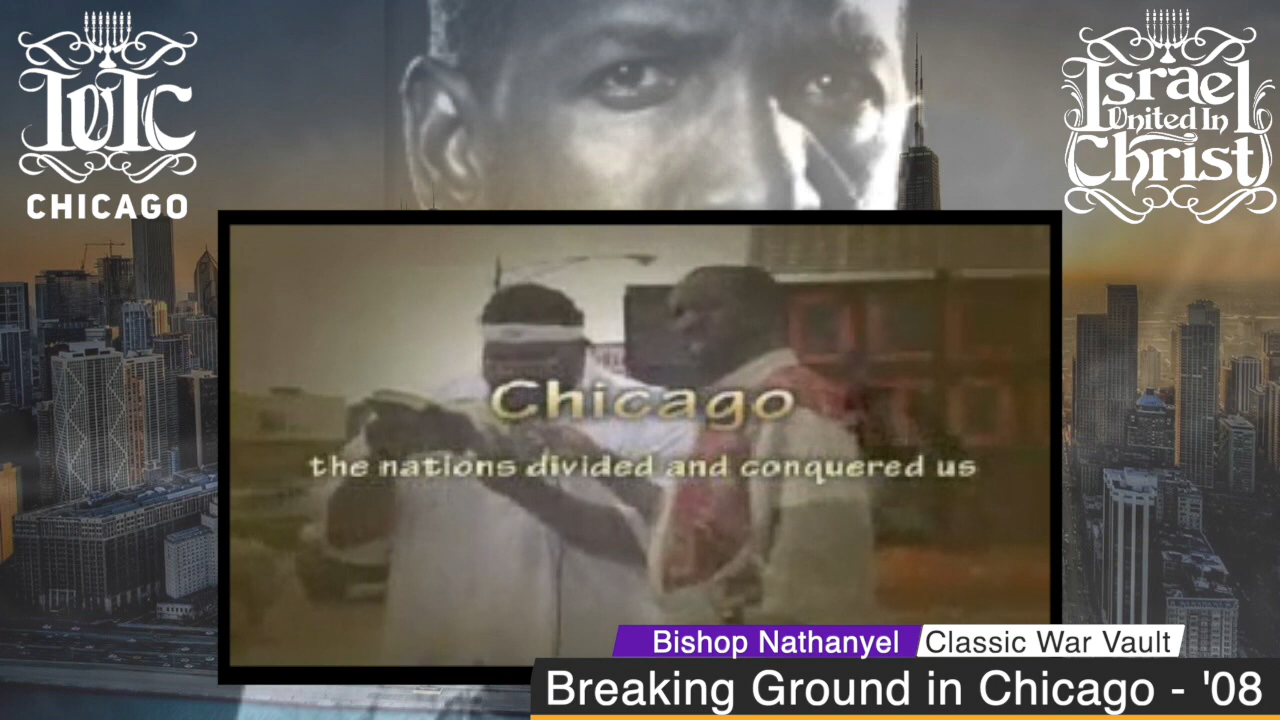 IUIC
CHICAGO
Israel
United In
Christ
Chicago
the nations divided and conquered us
Bishop Nathanyel
Classic War Vault
Breaking Ground in Chicago - '08